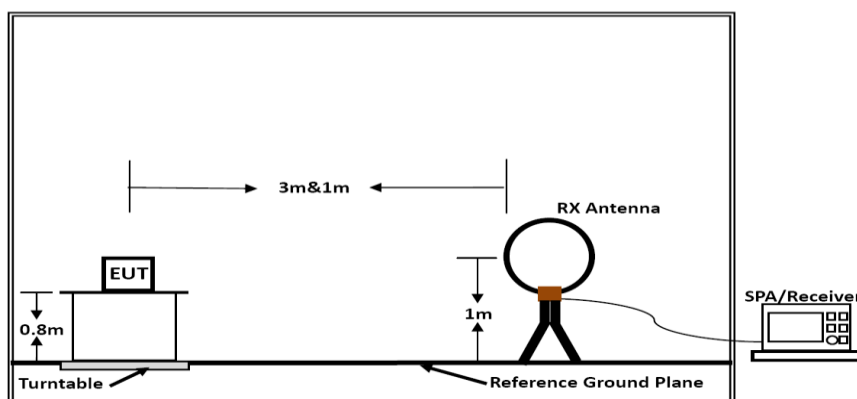 3m&1m
RX Antenna
EUT
SPA/Receiver
0.8m
1m
Turntable
Reference Ground Plane